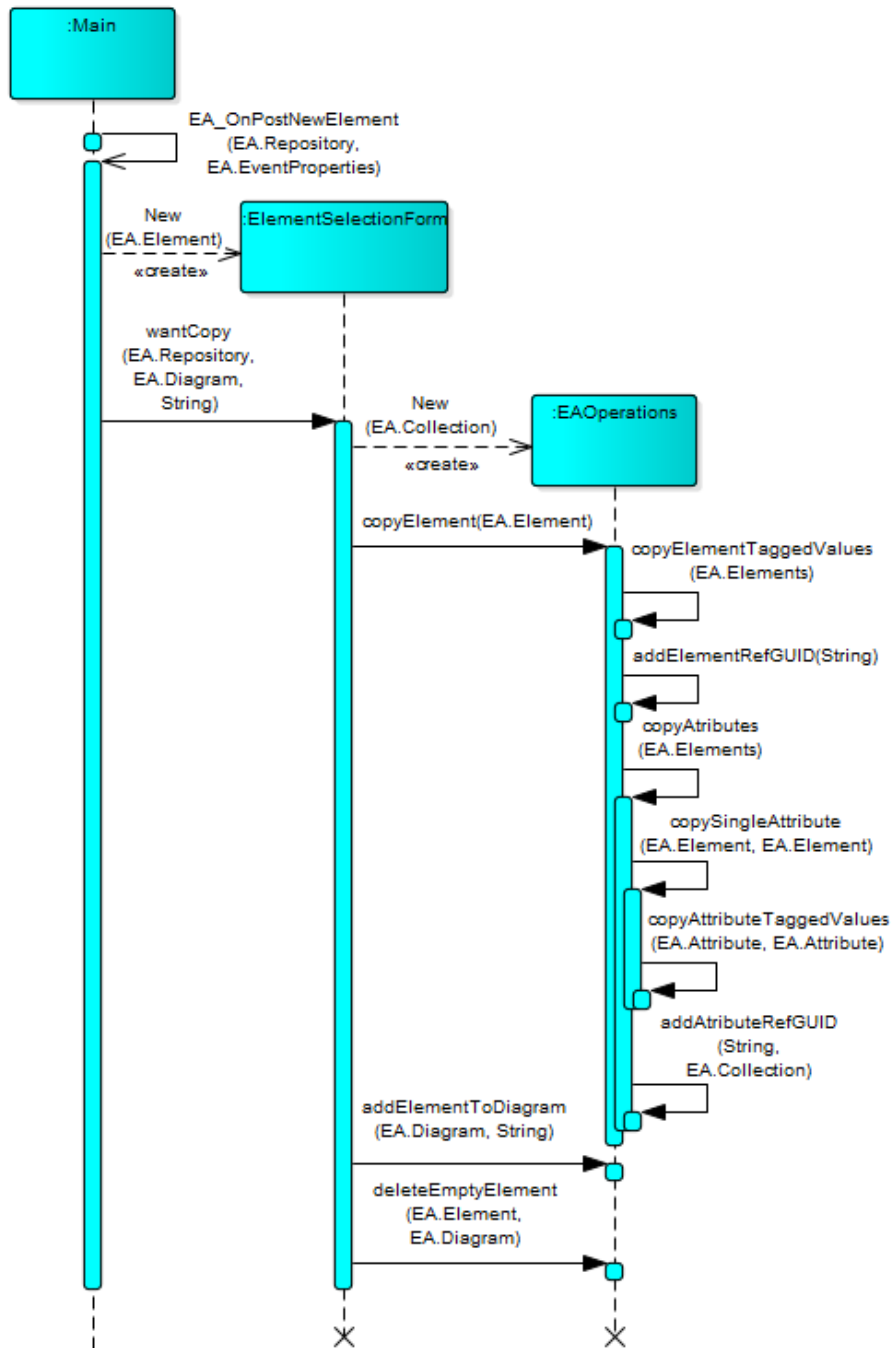 :Main
EA_OnPostNewElement
(EA.Repository,
EA.EventProperties)
New
(EA.Element)
«create»
:ElementSelectionForm
wantCopy
(EA.Repository,
EA.Diagram,
String)
New
(EA.Collection)
«create»
:EAOperations
copyElement(EA.Element)
copyElementTaggedValues
(EA.Elements)
addElementRefGUID(String)
copyAtributes
(EA.Elements)
copySingleAttribute
(EA.Element, EA.Element)
copyAttributeTaggedValues
(EA.Attribute, EA.Attribute)
addAtributeRefGUID
(String,
EA.Collection)
addElementToDiagram
(EA.Diagram, String)
deleteEmptyElement
(EA.Element,
EA.Diagram)